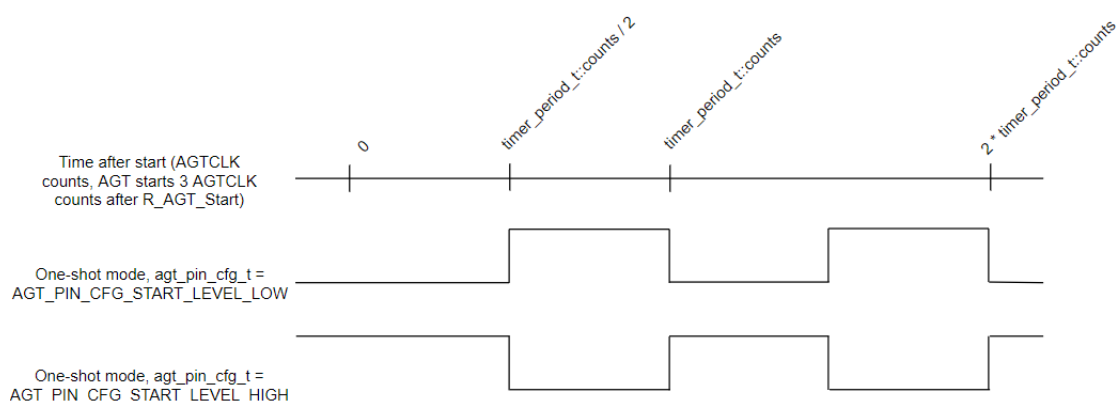 timer_period_t::counts / 2
timer_period_t::counts
2 * timer_period_t::counts
0
Time after start (AGTCLK
counts, AGT starts 3 AGTCLK
counts after R_AGT_Start)
One-shot mode, agt_pin_cfg_t =
AGT_PIN_CFG_START_LEVEL_LOW
One-shot mode, agt_pin_cfg_t =
AGT_PIN_CFG_START_LEVEL_HIGH